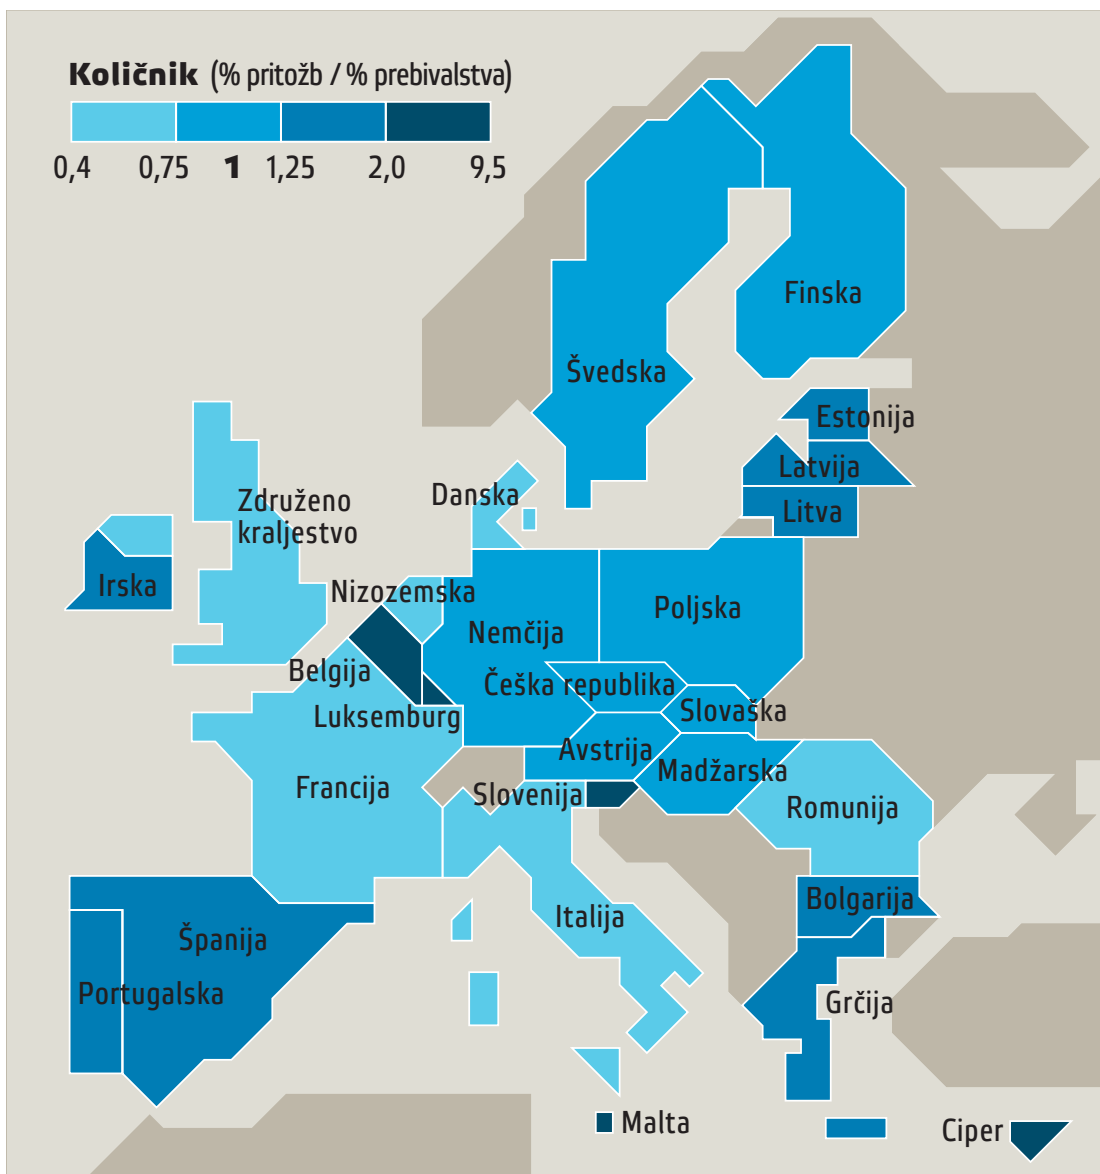 Količnik (% pritožb / % prebivalstva)
0,4 0,75 1 1,25 2,0 9,5
Finska
Švedska
Estonija
Latvija
Litva
Danska
Združeno
kraljestvo
Irska
Nizozemska
Poljska
Nemčija
Belgija
Češka republika
Luksemburg
Slovaška
Avstrija
Madžarska
Francija
Slovenija
Romunija
Bolgarija
Italija
Španija
Portugalska
Grčija
Malta
Ciper